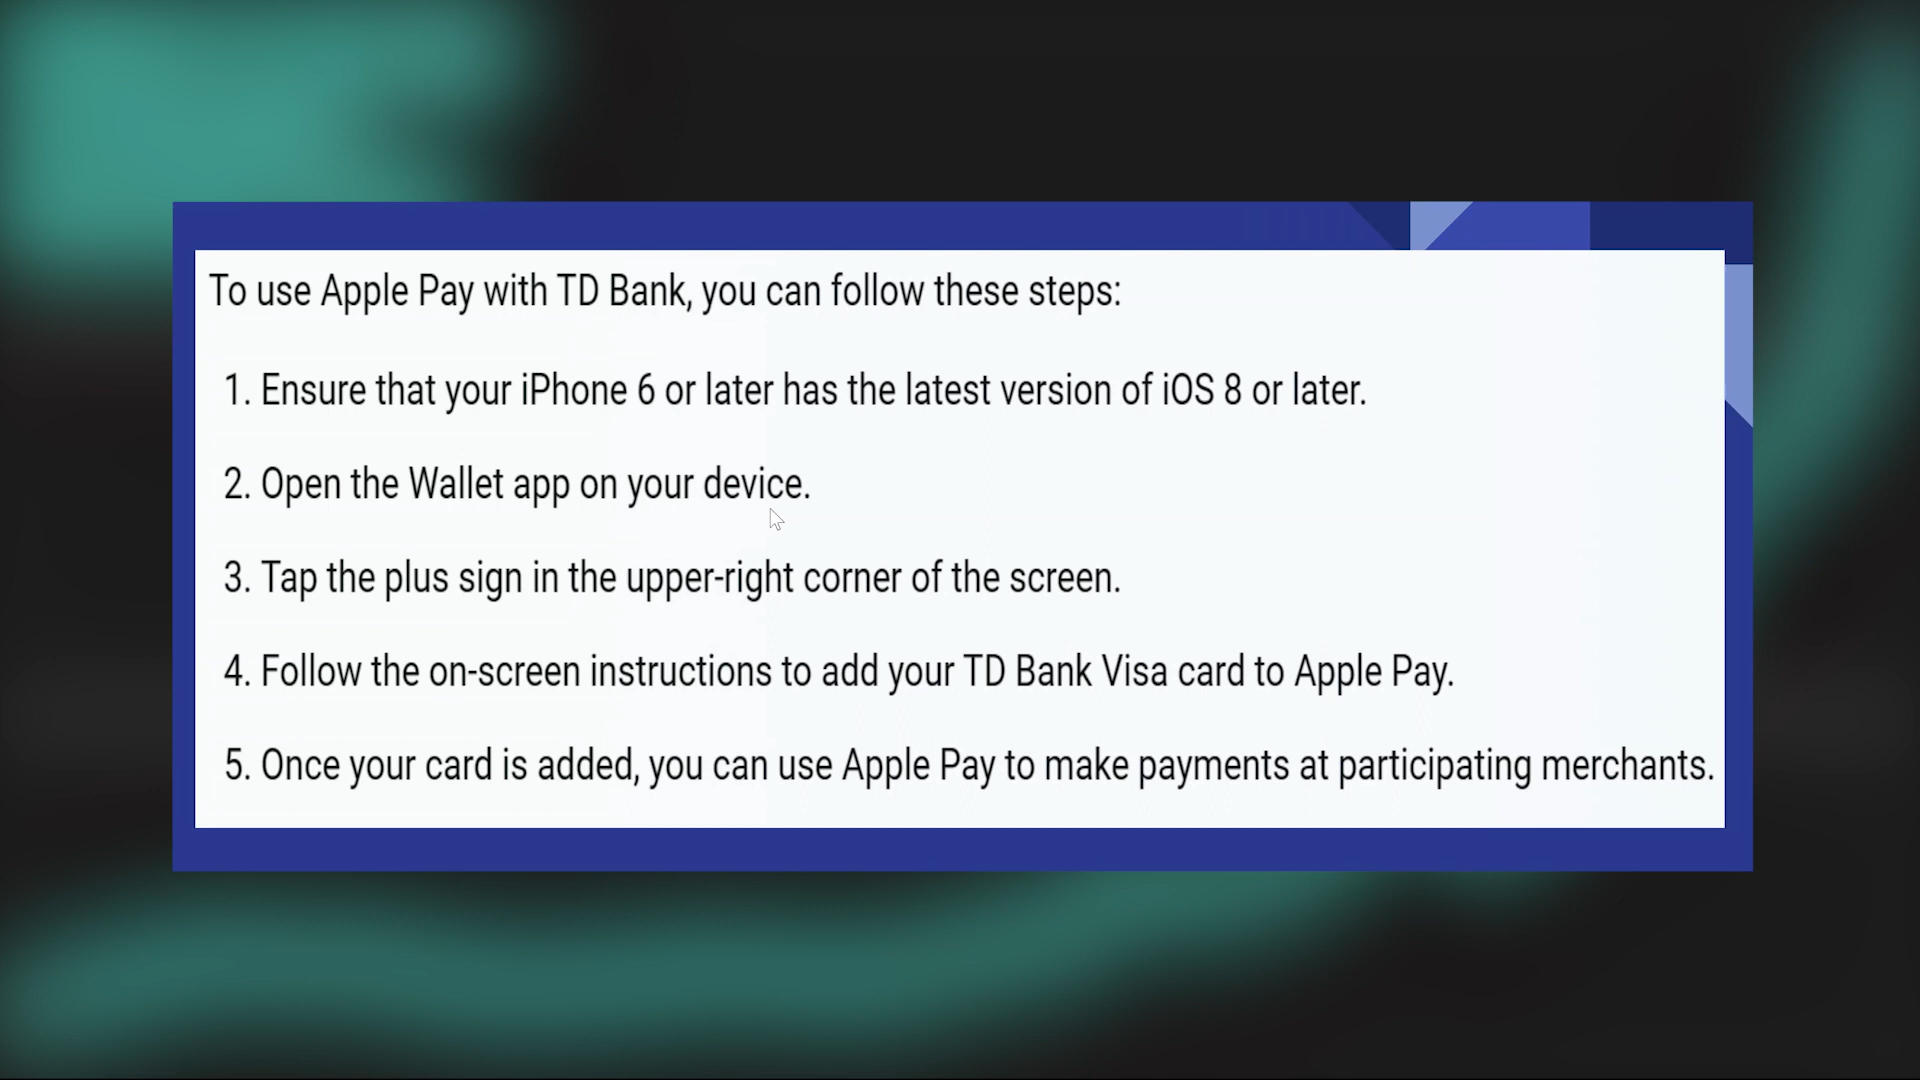 To use Apple Pay with TD Bank, you can follow these steps:
1. Ensure that your iPhone 6 or later has the latest version of iOS 8 or later.
2. Open the Wallet app on your device.
3. Tap the plus sign in the upper-right corner of the screen.
4. Follow the on-screen instructions to add your TD Bank Visa card to Apple Pay.
5. Once your card is added, you can use Apple Pay to make payments at participating merchants.